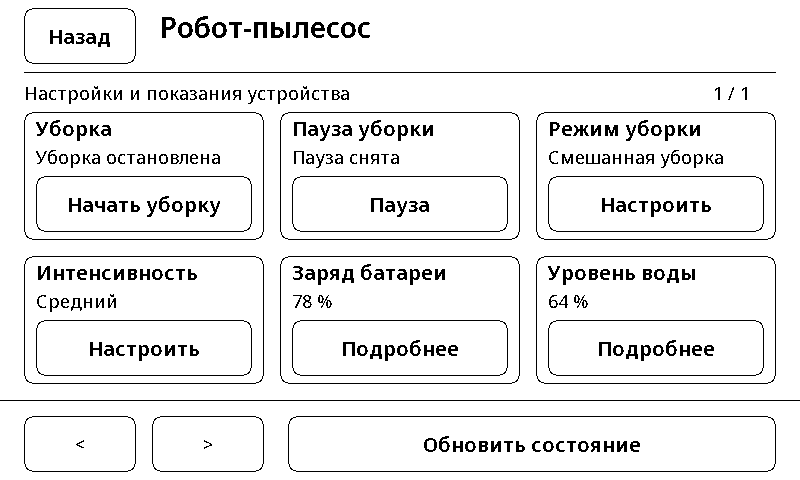 Назад
Робот-пылесос
Настройки и показания устройства
1 / 1
Уборка
Уборка остановлена
Начать уборку
Пауза уборки
Пауза снята
Пауза
Режим уборки
Смешанная уборка
Настроить
Интенсивность
Средний
Настроить
Заряд батареи
78 %
Подробнее
Уровень воды
64 %
Подробнее
<
>
Обновить состояние